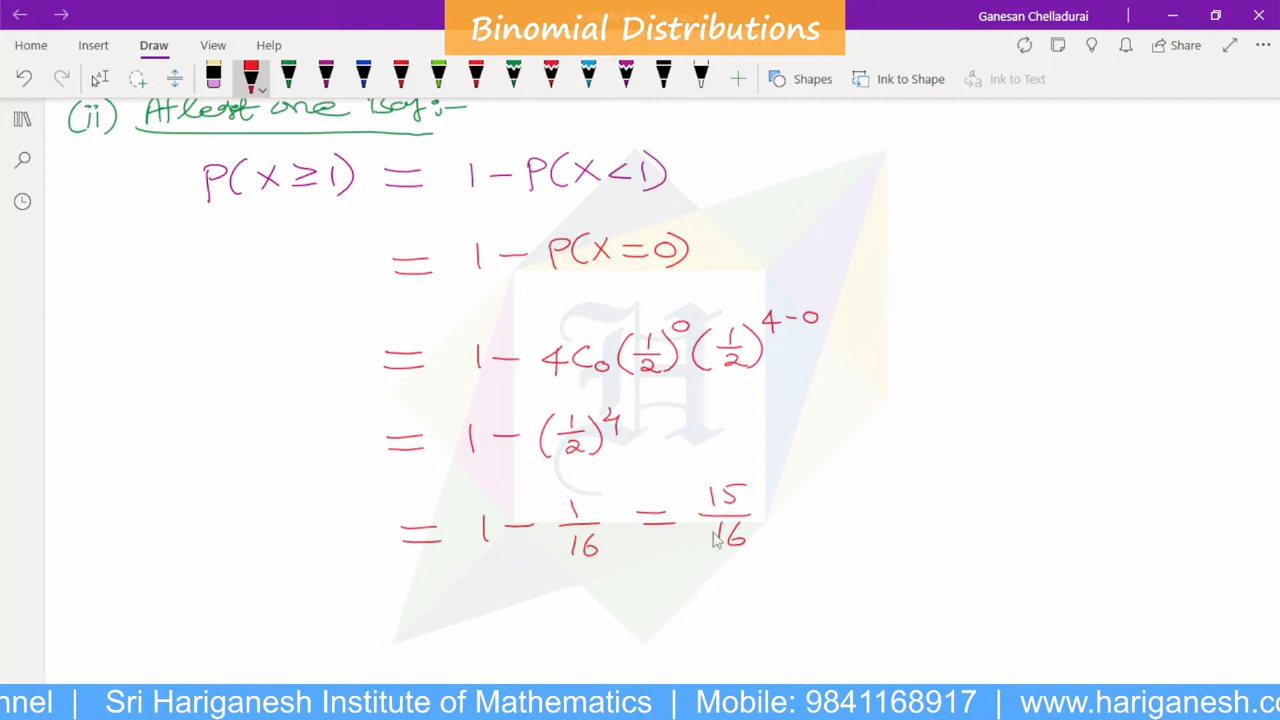 Binomial Distributions
Ganesan Chelladurai
Home Insert Draw View Help
Share
Shapes Ink to Shape Ink to Text
(ii) Atleast one Boy:-
P(X≥1) = 1-P(X<1)
= 1 - P(X=0)
= 1 - 4C₀(1/2)⁰(1/2)⁴⁻⁰
= 1 - (1/2)⁴
= 1 - 1/16 = 15/16
nnel | Sri Hariganesh Institute of Mathematics | Mobile: 9841168917 | www.hariganesh.co